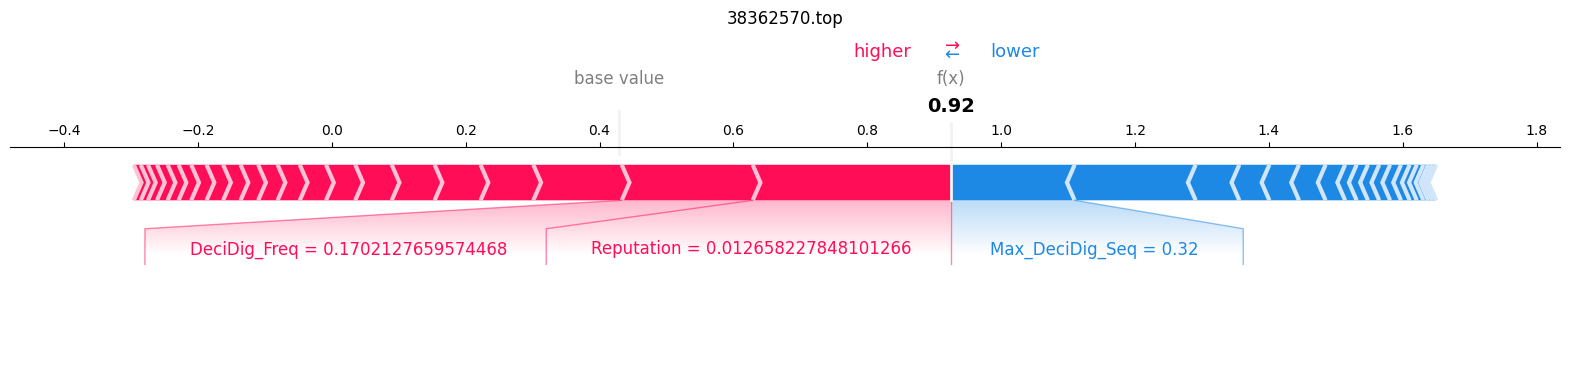 38362570.top
higher ⇄ lower
base value f(x)
0.92
−0.4 −0.2 0.0 0.2 0.4 0.6 0.8 1.0 1.2 1.4 1.6 1.8
DeciDig_Freq = 0.1702127659574468 Reputation = 0.012658227848101266 Max_DeciDig_Seq = 0.32